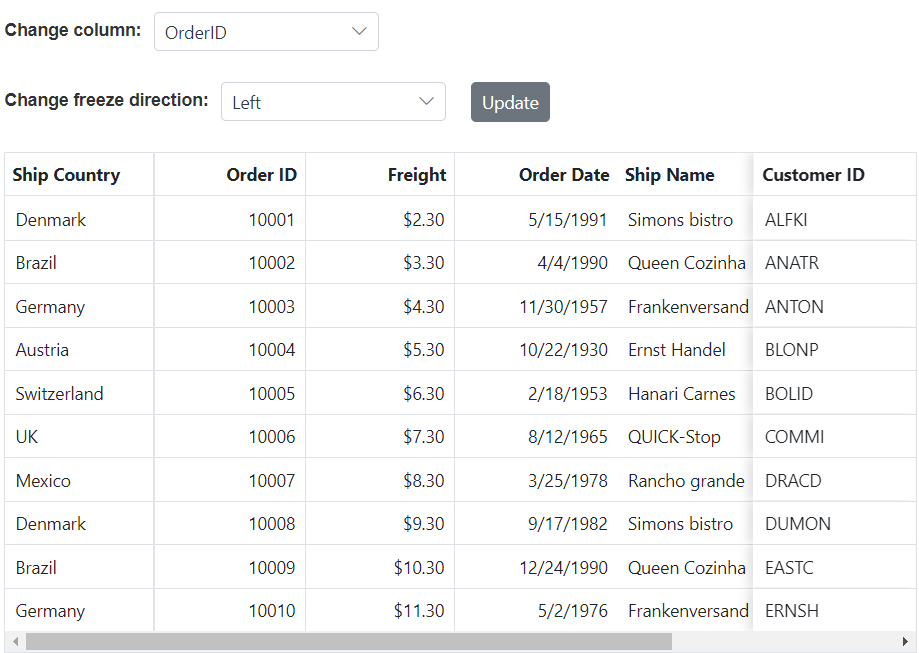 Change column: OrderID
Change freeze direction: Left Update
Ship Country Order ID Freight Order Date Ship Name Customer ID
Denmark 10001 $2.30 5/15/1991 Simons bistro ALFKI
Brazil 10002 $3.30 4/4/1990 Queen Cozinha ANATR
Germany 10003 $4.30 11/30/1957 Frankenversand ANTON
Austria 10004 $5.30 10/22/1930 Ernst Handel BLONP
Switzerland 10005 $6.30 2/18/1953 Hanari Carnes BOLID
UK 10006 $7.30 8/12/1965 QUICK-Stop COMMI
Mexico 10007 $8.30 3/25/1978 Rancho grande DRACD
Denmark 10008 $9.30 9/17/1982 Simons bistro DUMON
Brazil 10009 $10.30 12/24/1990 Queen Cozinha EASTC
Germany 10010 $11.30 5/2/1976 Frankenversand ERNSH